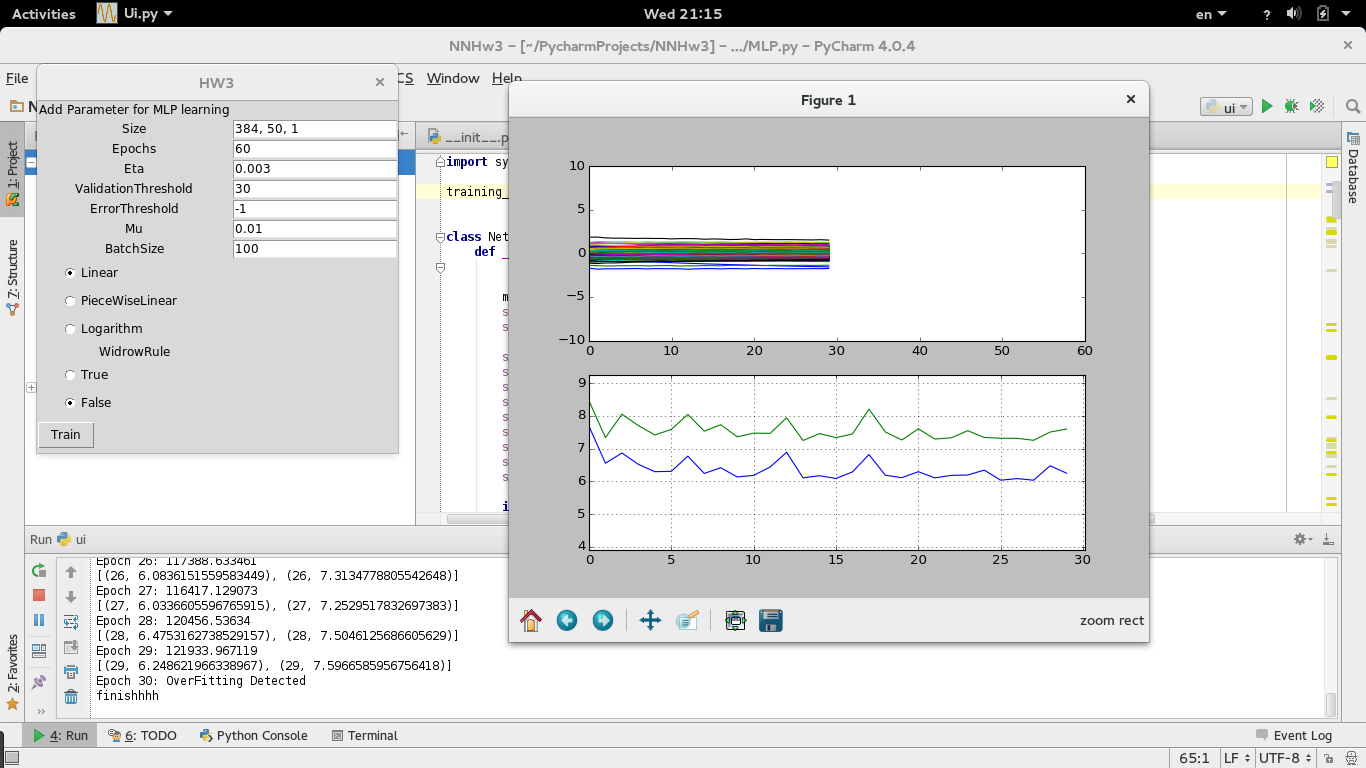 Activities
Ui.py
Wed 21:15
en
NNHw3 – [~/PycharmProjects/NNHw3] – .../MLP.py – PyCharm 4.0.4
File
CS
Window
Help
ui
HW3
Add Parameter for MLP learning
Size 384, 50, 1
Epochs 60
Eta 0.003
ValidationThreshold 30
ErrorThreshold -1
Mu 0.01
BatchSize 100
Linear
PieceWiseLinear
Logarithm
WidrowRule
True
False
Train
1: Project
7: Structure
2: Favorites
Database
__init__.p
import sy
training_
class Net
def _
m
s
s
s
s
s
s
s
s
s
s
s
i
Figure 1
10
5
0
−5
−10
0 10 20 30 40 50 60
9
8
7
6
5
4
0 5 10 15 20 25 30
zoom rect
Run ui
Epoch 26: 117388.633461
[(26, 6.0836151559583449), (26, 7.3134778805542648)]
Epoch 27: 116417.129073
[(27, 6.0336605596765915), (27, 7.2529517832697383)]
Epoch 28: 120456.53634
[(28, 6.4753162738529157), (28, 7.5046125686605629)]
Epoch 29: 121933.967119
[(29, 6.248621966338967), (29, 7.5966585956756418)]
Epoch 30: OverFitting Detected
finishhhh
4: Run
6: TODO
Python Console
Terminal
Event Log
65:1
LF
UTF-8